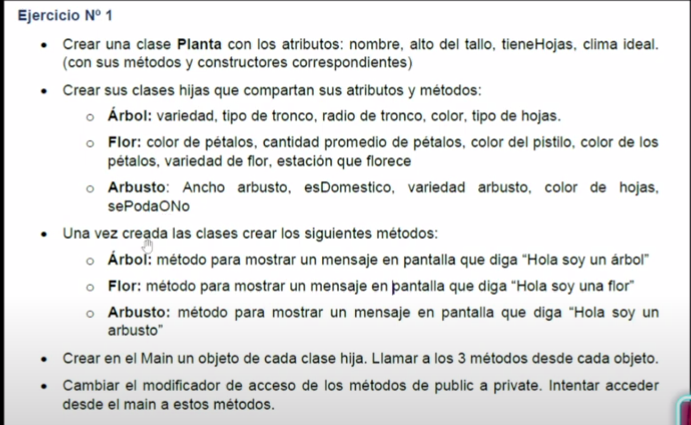 Ejercicio Nº 1
• Crear una clase Planta con los atributos: nombre, alto del tallo, tieneHojas, clima ideal.
(con sus métodos y constructores correspondientes)
• Crear sus clases hijas que compartan sus atributos y métodos:
○ Árbol: variedad, tipo de tronco, radio de tronco, color, tipo de hojas.
○ Flor: color de pétalos, cantidad promedio de pétalos, color del pistilo, color de los
pétalos, variedad de flor, estación que florece
○ Arbusto: Ancho arbusto, esDomestico, variedad arbusto, color de hojas,
sePodaONo
• Una vez creada las clases crear los siguientes métodos:
○ Árbol: método para mostrar un mensaje en pantalla que diga “Hola soy un árbol”
○ Flor: método para mostrar un mensaje en pantalla que diga “Hola soy una flor”
○ Arbusto: método para mostrar un mensaje en pantalla que diga “Hola soy un
arbusto”
• Crear en el Main un objeto de cada clase hija. Llamar a los 3 métodos desde cada objeto.
• Cambiar el modificador de acceso de los métodos de public a private. Intentar acceder
desde el main a estos métodos.